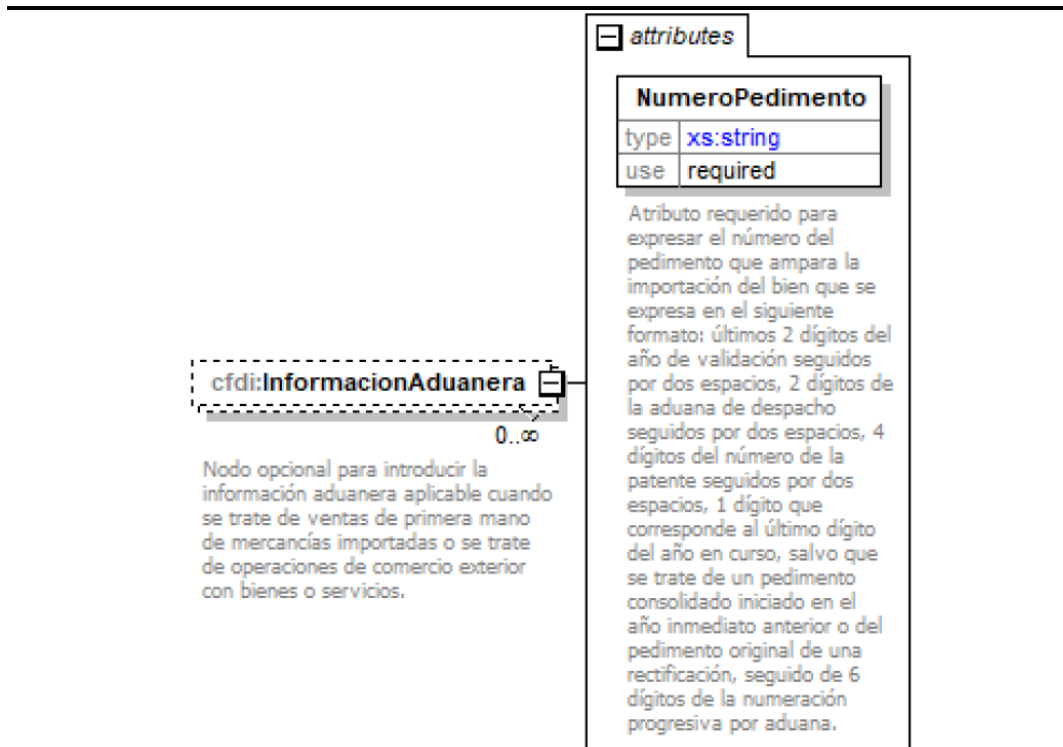 attributes
NumeroPedimento
type xs:string
use required
Atributo requerido para
expresar el número del
pedimento que ampara la
importación del bien que se
expresa en el siguiente
formato: últimos 2 dígitos del
año de validación seguidos
por dos espacios, 2 dígitos de
la aduana de despacho
seguidos por dos espacios, 4
dígitos del número de la
patente seguidos por dos
espacios, 1 dígito que
corresponde al último dígito
del año en curso, salvo que
se trate de un pedimento
consolidado iniciado en el
año inmediato anterior o del
pedimento original de una
rectificación, seguido de 6
dígitos de la numeración
progresiva por aduana.
cfdi:InformacionAduanera
0..∞
Nodo opcional para introducir la
información aduanera aplicable cuando
se trate de ventas de primera mano
de mercancías importadas o se trate
de operaciones de comercio exterior
con bienes o servicios.